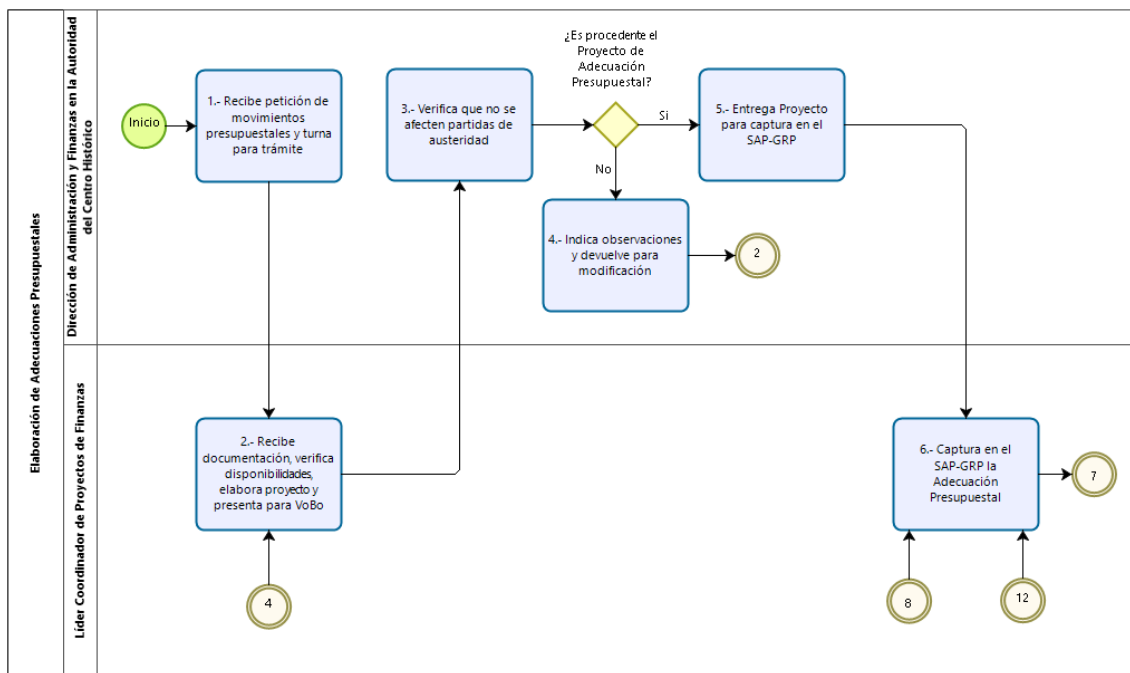 Elaboración de Adecuaciones Presupuestales
Dirección de Administración y Finanzas en la Autoridad
del Centro Histórico
Inicio
1.- Recibe petición de
movimientos
presupuestales y turna
para trámite
3.- Verifica que no se
afecten partidas de
austeridad
¿Es procedente el
Proyecto de
Adecuación
Presupuestal?
Si
No
5.- Entrega Proyecto
para captura en el
SAP-GRP
4.- Indica observaciones
y devuelve para
modificación
2
Líder Coordinador de Proyectos de Finanzas
2.- Recibe
documentación, verifica
disponibilidades,
elabora proyecto y
presenta para VoBo
4
6.- Captura en el
SAP-GRP la
Adecuación
Presupuestal
7
8
12